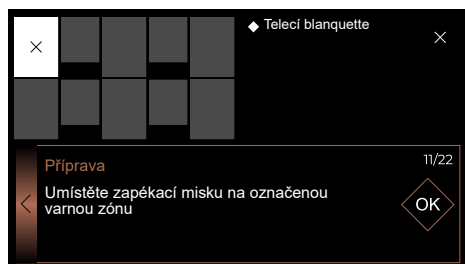 Telecí blanquette
Příprava
11/22
Umístěte zapékací misku na označenou
varnou zónu
OK